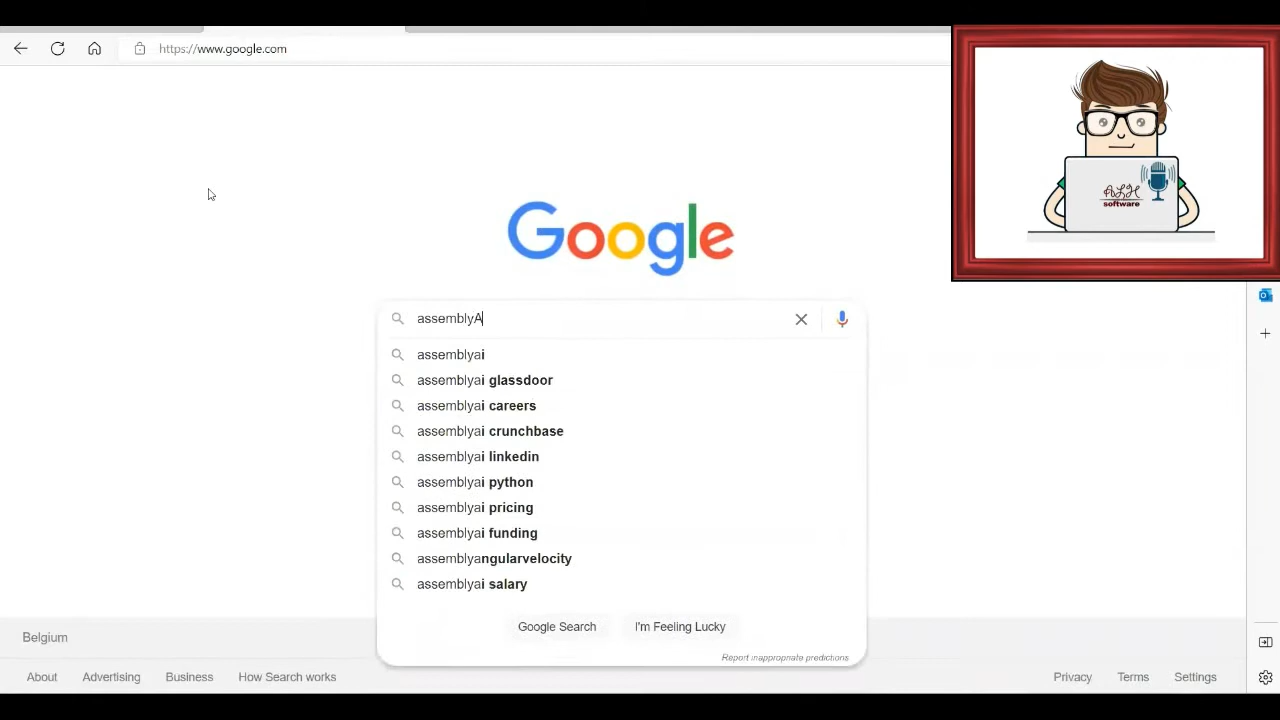 https://www.google.com
ALH
software
Google
assemblyA
assemblyai
assemblyai glassdoor
assemblyai careers
assemblyai crunchbase
assemblyai linkedin
assemblyai python
assemblyai pricing
assemblyai funding
assemblyangularvelocity
assemblyai salary
Google Search I'm Feeling Lucky
Report inappropriate predictions
Belgium
About Advertising Business How Search works Privacy Terms Settings